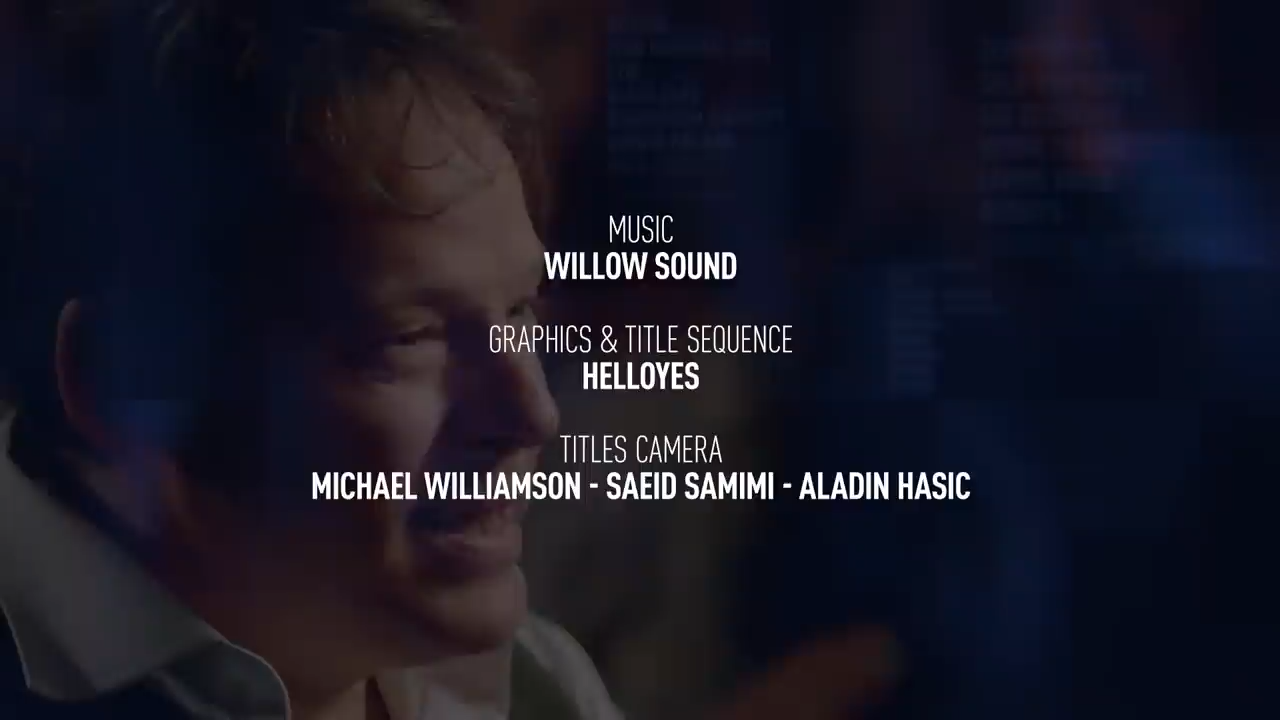 MUSIC
WILLOW SOUND
GRAPHICS & TITLE SEQUENCE
HELLOYES
TITLES CAMERA
MICHAEL WILLIAMSON - SAEID SAMIMI - ALADIN HASIC